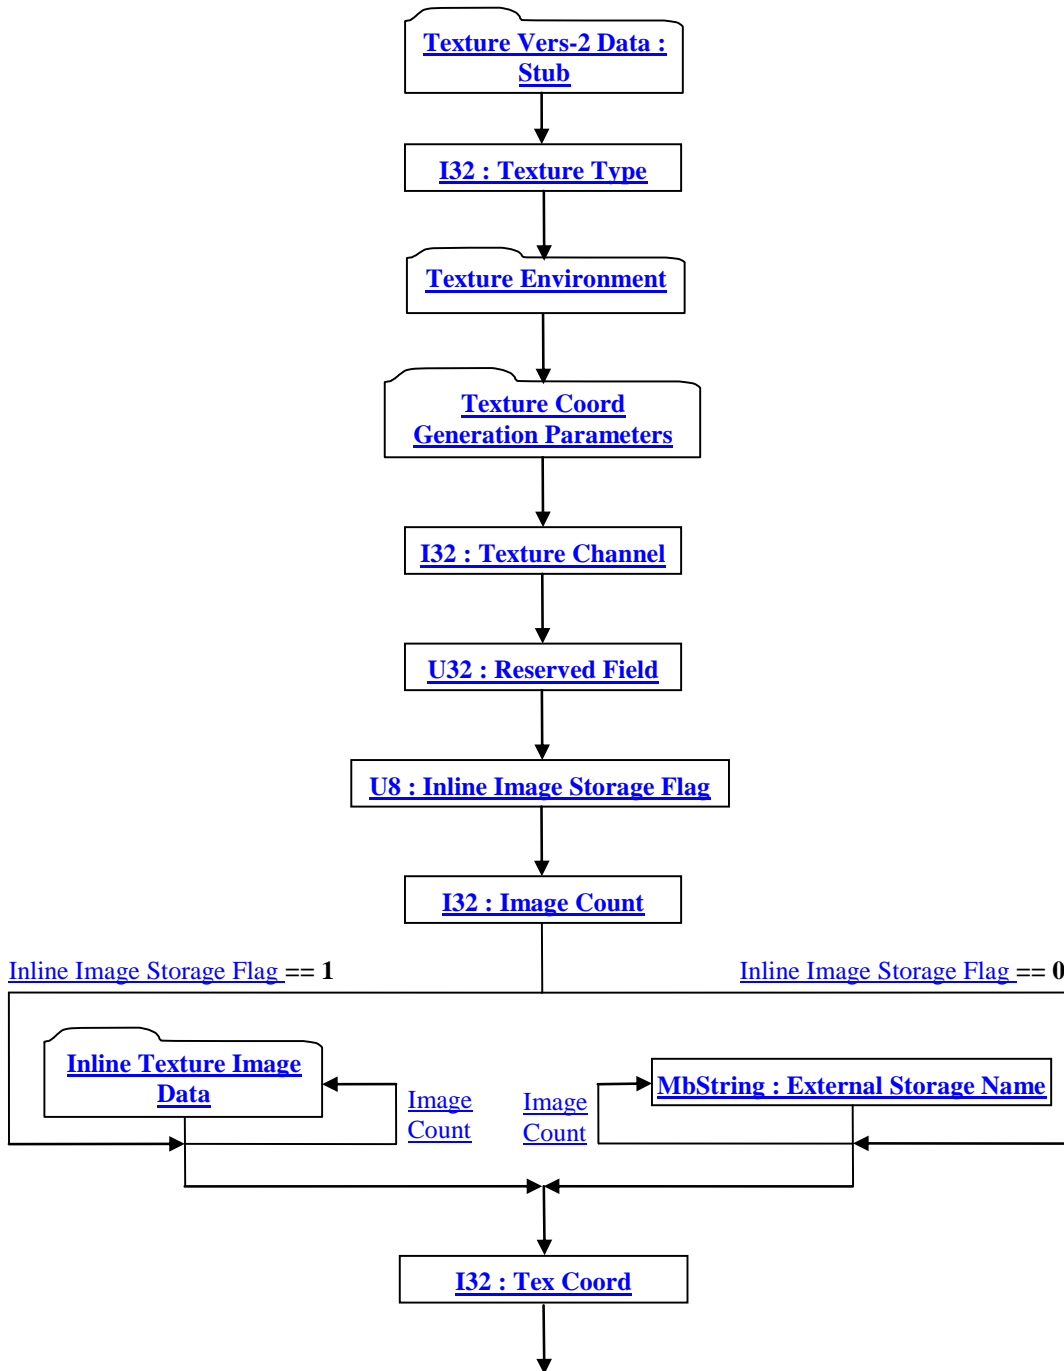 Texture Vers-2 Data :
Stub
I32 : Texture Type
Texture Environment
Texture Coord
Generation Parameters
I32 : Texture Channel
U32 : Reserved Field
U8 : Inline Image Storage Flag
I32 : Image Count
Inline Image Storage Flag == 1
Inline Image Storage Flag == 0
Inline Texture Image
Data
Image
Count
Image
Count
MbString : External Storage Name
I32 : Tex Coord